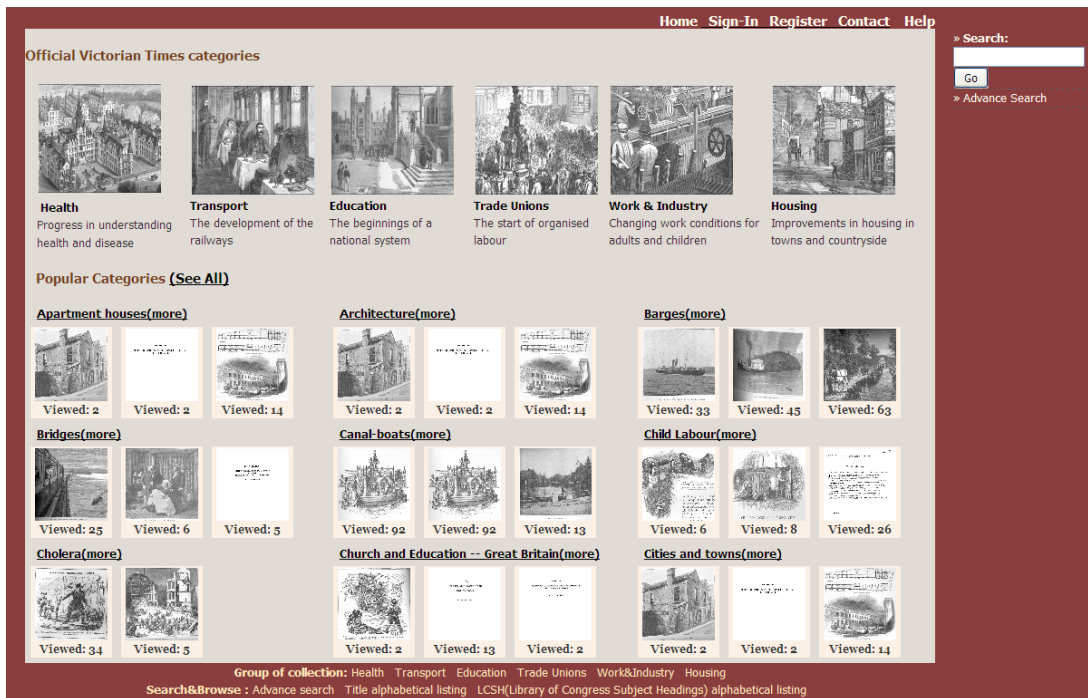 Home Sign-In Register Contact Help
» Search:
Go
» Advance Search
Official Victorian Times categories
Health
Progress in understanding
health and disease
Transport
The development of the
railways
Education
The beginnings of a
national system
Trade Unions
The start of organised
labour
Work & Industry
Changing work conditions for
adults and children
Housing
Improvements in housing in
towns and countryside
Popular Categories (See All)
Apartment houses(more)
Viewed: 2 Viewed: 2 Viewed: 14
Architecture(more)
Viewed: 2 Viewed: 2 Viewed: 14
Barges(more)
Viewed: 33 Viewed: 45 Viewed: 63
Bridges(more)
Viewed: 25 Viewed: 6 Viewed: 5
Canal-boats(more)
Viewed: 92 Viewed: 92 Viewed: 13
Child Labour(more)
Viewed: 6 Viewed: 8 Viewed: 26
Cholera(more)
Viewed: 34 Viewed: 5
Church and Education -- Great Britain(more)
Viewed: 2 Viewed: 13 Viewed: 2
Cities and towns(more)
Viewed: 2 Viewed: 2 Viewed: 14
Group of collection: Health Transport Education Trade Unions Work&Industry Housing
Search&Browse : Advance search Title alphabetical listing LCSH(Library of Congress Subject Headings) alphabetical listing